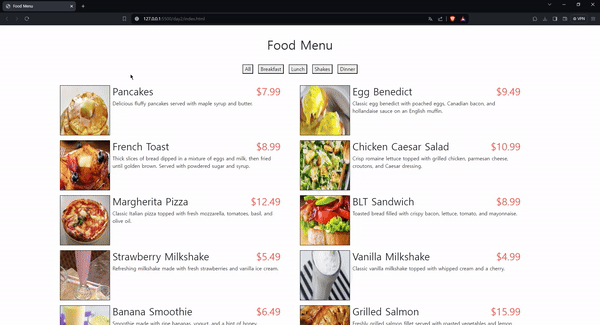 Food Menu
127.0.0.1:5500/day2/index.html
VPN
Food Menu
All Breakfast Lunch Shakes Dinner
Pancakes $7.99
Delicious fluffy pancakes served with maple syrup and butter.
Egg Benedict $9.49
Classic egg benedict with poached eggs, Canadian bacon, and
hollandaise sauce on an English muffin.
French Toast $8.99
Thick slices of bread dipped in a mixture of eggs and milk, then fried
until golden brown. Served with powdered sugar and syrup.
Chicken Caesar Salad $10.99
Crisp romaine lettuce topped with grilled chicken, parmesan cheese,
croutons, and Caesar dressing.
Margherita Pizza $12.49
Classic Italian pizza topped with fresh mozzarella, tomatoes, basil, and
olive oil.
BLT Sandwich $8.99
Toasted bread filled with crispy bacon, lettuce, tomato, and mayonnaise.
Strawberry Milkshake $5.49
Refreshing milkshake made with fresh strawberries and vanilla ice cream.
Vanilla Milkshake $4.99
Classic vanilla milkshake topped with whipped cream and a cherry.
Banana Smoothie $6.49
Smoothie made with ripe bananas, yogurt, and a hint of honey.
Grilled Salmon $15.99
Freshly grilled salmon fillet served with roasted vegetables and lemon